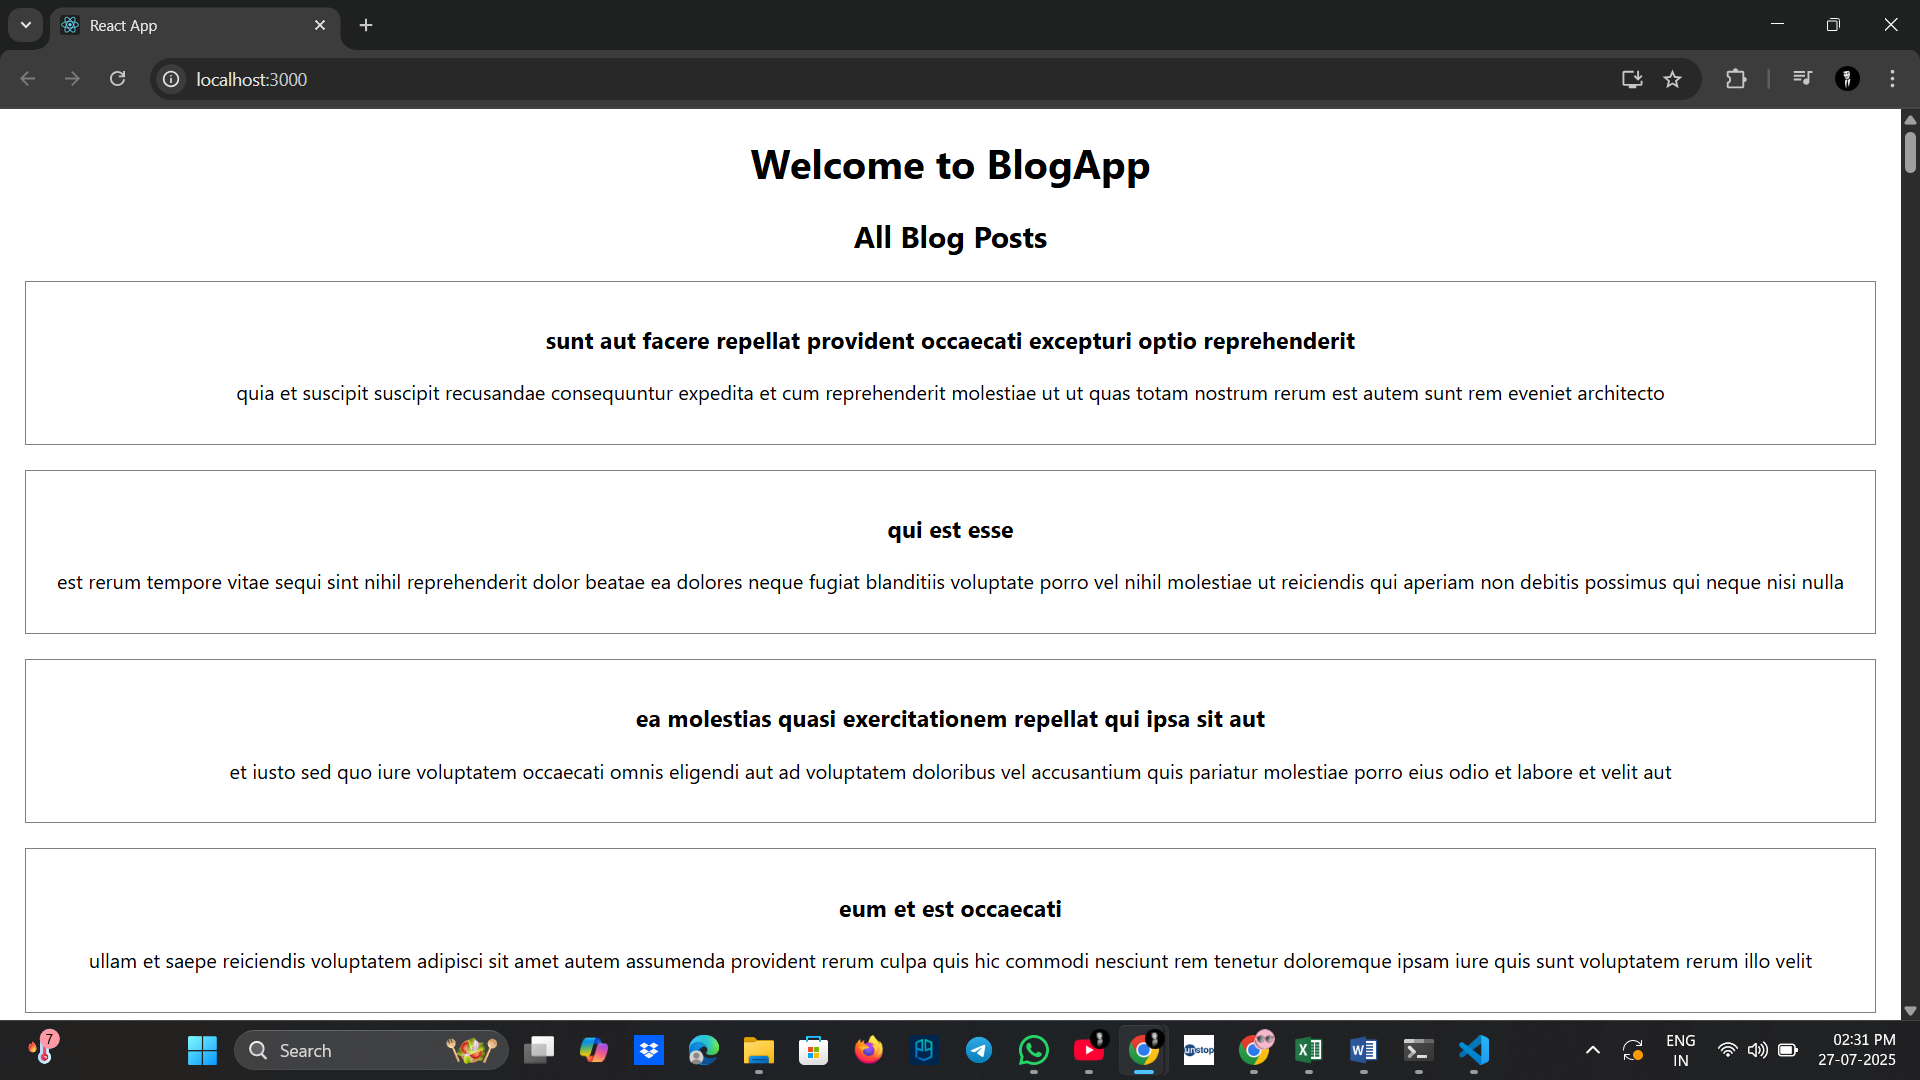 React App
localhost:3000
Welcome to BlogApp
All Blog Posts
sunt aut facere repellat provident occaecati excepturi optio reprehenderit
quia et suscipit suscipit recusandae consequuntur expedita et cum reprehenderit molestiae ut ut quas totam nostrum rerum est autem sunt rem eveniet architecto
qui est esse
est rerum tempore vitae sequi sint nihil reprehenderit dolor beatae ea dolores neque fugiat blanditiis voluptate porro vel nihil molestiae ut reiciendis qui aperiam non debitis possimus qui neque nisi nulla
ea molestias quasi exercitationem repellat qui ipsa sit aut
et iusto sed quo iure voluptatem occaecati omnis eligendi aut ad voluptatem doloribus vel accusantium quis pariatur molestiae porro eius odio et labore et velit aut
eum et est occaecati
ullam et saepe reiciendis voluptatem adipisci sit amet autem assumenda provident rerum culpa quis hic commodi nesciunt rem tenetur doloremque ipsam iure quis sunt voluptatem rerum illo velit
7
Search
unstop
ENG
IN
02:31 PM
27-07-2025